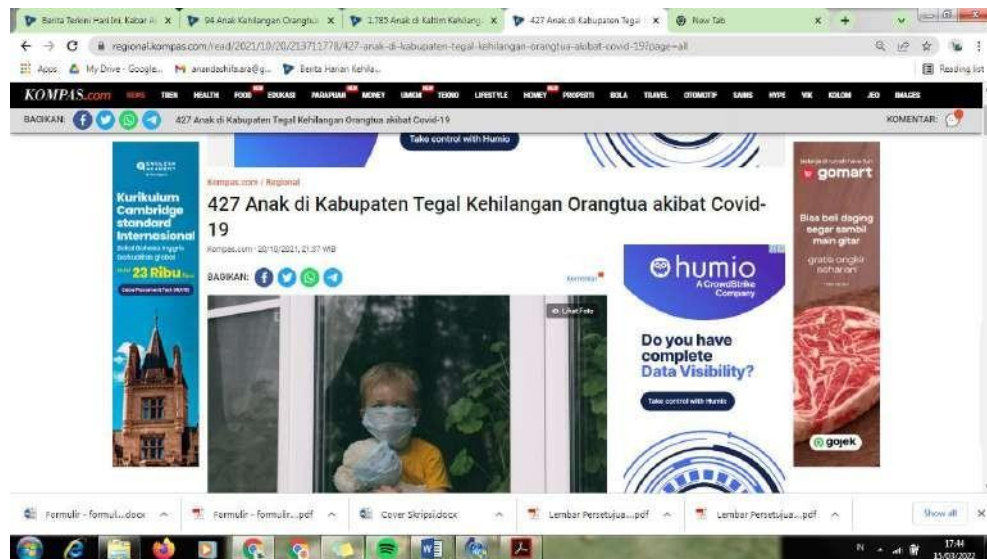 Berita Terkini Hari Ini, Kabar
94 Anak Kehilangan Orangtua
1.785 Anak di Kaltim Kehilang
427 Anak di Kabupaten Tegal
New Tab
regional.kompas.com/read/2021/10/20/213711778/427-anak-di-kabupaten-tegal-kehilangan-orangtua-akibat-covid-19?page=all
Apps
My Drive - Google...
Berita Harian Kehila...
Reading list
KOMPAS.com NEWS TREN HEALTH FOOD EDUKASI PARAPUAN MONEY UMKM TEKNO LIFESTYLE HOMEY PROPERTI BOLA TRAVEL OTOMOTIF SAINS HYPE VIK KOLOM JEO IMAGES
BAGIKAN: 427 Anak di Kabupaten Tegal Kehilangan Orangtua akibat Covid-19 KOMENTAR:
Take control with Humio
Kompas.com / Regional
427 Anak di Kabupaten Tegal Kehilangan Orangtua akibat Covid-
19
Kompas.com - 20/10/2021, 21:37 WIB
BAGIKAN:
Komentar
Lihat Foto
Kurikulum
Cambridge
standard
Internasional
23 Ribu
humio
A CrowdStrike
Company
Do you have
complete
Data Visibility?
Take control with Humio
gomart
Bisa beli daging
segar sambil
main gitar
gratis ongkir
gojek
Formulir - formul....docx
Formulir - formulir....pdf
Cover Skripsi.docx
Lembar Persetujua....pdf
Lembar Persetujua....pdf
Show all
17:44
15/03/2022